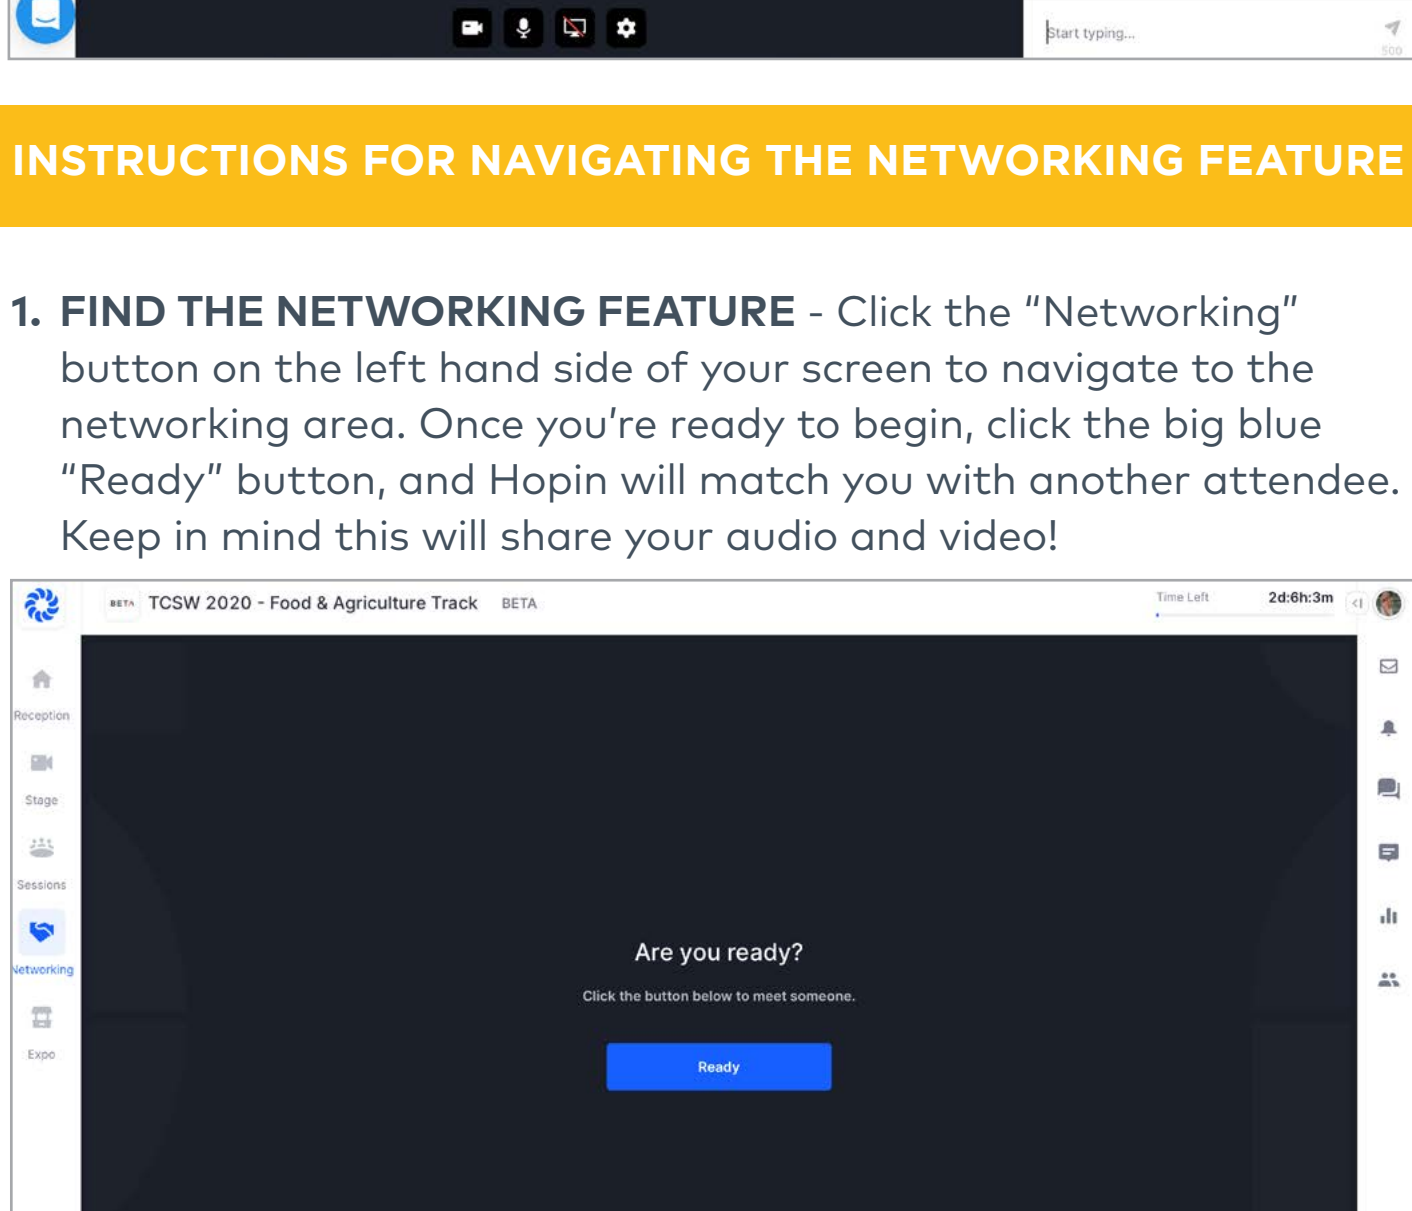 Start typing...
500
INSTRUCTIONS FOR NAVIGATING THE NETWORKING FEATURE
1. FIND THE NETWORKING FEATURE - Click the “Networking”
button on the left hand side of your screen to navigate to the
networking area. Once you’re ready to begin, click the big blue
“Ready” button, and Hopin will match you with another attendee.
Keep in mind this will share your audio and video!
BETA TCSW 2020 - Food & Agriculture Track BETA
Time Left 2d:6h:3m
Reception
Stage
Sessions
Networking
Expo
Are you ready?
Click the button below to meet someone.
Ready